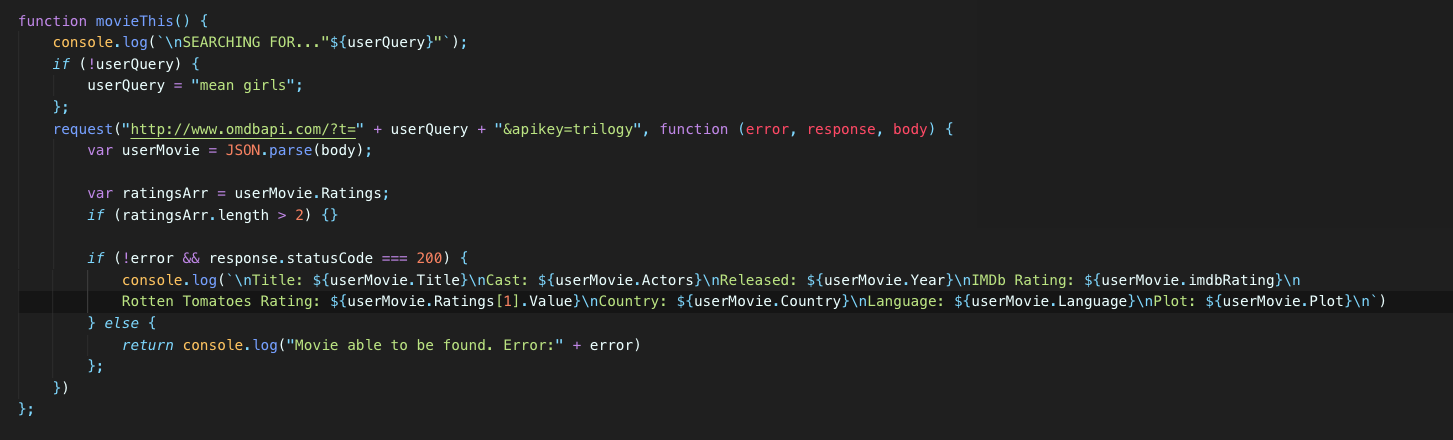 function movieThis() {
    console.log(`\nSEARCHING FOR..."${userQuery}"`);
    if (!userQuery) {
        userQuery = "mean girls";
    };
    request("http://www.omdbapi.com/?t=" + userQuery + "&apikey=trilogy", function (error, response, body) {
        var userMovie = JSON.parse(body);

        var ratingsArr = userMovie.Ratings;
        if (ratingsArr.length > 2) {}

        if (!error && response.statusCode === 200) {
            console.log(`\nTitle: ${userMovie.Title}\nCast: ${userMovie.Actors}\nReleased: ${userMovie.Year}\nIMDb Rating: ${userMovie.imdbRating}\n
            Rotten Tomatoes Rating: ${userMovie.Ratings[1].Value}\nCountry: ${userMovie.Country}\nLanguage: ${userMovie.Language}\nPlot: ${userMovie.Plot}\n`)
        } else {
            return console.log("Movie able to be found. Error:" + error)
        };
    })
};